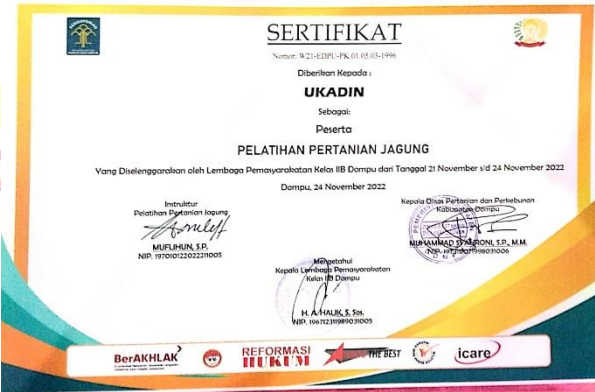 SERTIFIKAT
Nomor: W21-EDPU-PK.01.05.03-1996
Diberikan Kepada :
UKADIN
Sebagai:
Peserta
PELATIHAN PERTANIAN JAGUNG
Yang Diselenggarakan oleh Lembaga Pemasyarakatan Kelas IIB Dompu dari Tanggal 21 November s/d 24 November 2022
Dompu, 24 November 2022
Instruktur
Pelatihan Pertanian Jagung
MUFLIHUN, S.P.
NIP. 197010122022211005
Kepala Dinas Pertanian dan Perkebunan
Kabupaten Dompu
MUHAMMAD SYAHRONI, S.P., M.M.
Mengetahui
Kepala Lembaga Pemasyarakatan
Kelas IIB Dompu
H. A. HALIK, S. Sos.
NIP. 196712311989031005
BerAKHLAK
REFORMASI
HUKUM
THE BEST
icare